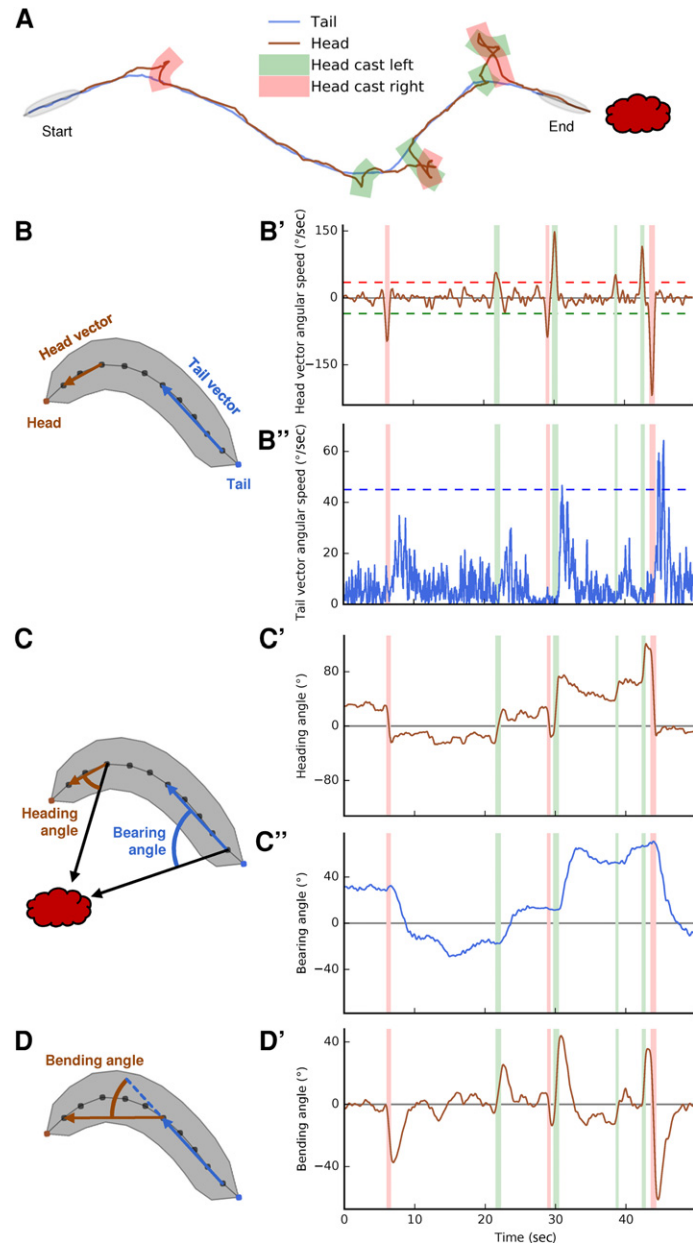 A
Tail
Head
Head cast left
Head cast right
Start
End
B
Head vector
Tail vector
Head
Tail
B'
Head vector angular speed (°/sec)
150
0
−150
B''
Tail vector angular speed (°/sec)
60
40
20
0
C
Heading
angle
Bearing
angle
C'
Heading angle (°)
80
0
−80
C''
Bearing angle (°)
40
0
−40
D
Bending angle
D'
Bending angle (°)
40
0
−40
0
10
20
30
40
Time (sec)